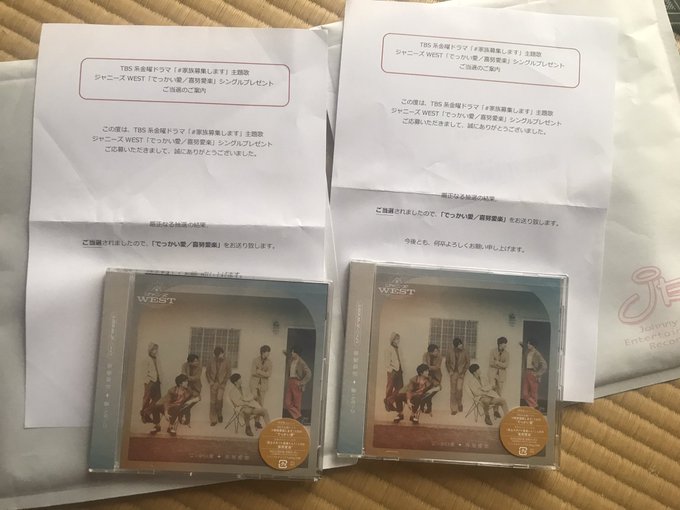 TBS 系金曜ドラマ「#家族募集します」主題歌
ジャニーズ WEST「でっかい愛/喜努愛楽」シングルプレゼント
ご当選のご案内
この度は、TBS 系金曜ドラマ「#家族募集します」主題歌
ジャニーズ WEST「でっかい愛/喜努愛楽」シングルプレゼント
ご応募いただきまして、誠にありがとうございました。
厳正なる抽選の結果、
ご当選されましたので、「でっかい愛/喜努愛楽」をお送り致します。
TBS 系金曜ドラマ「#家族募集します」主題歌
ジャニーズ WEST「でっかい愛/喜努愛楽」シングルプレゼント
ご当選のご案内
この度は、TBS 系金曜ドラマ「#家族募集します」主題歌
ジャニーズ WEST「でっかい愛/喜努愛楽」シングルプレゼント
ご応募いただきまして、誠にありがとうございました。
厳正なる抽選の結果、
ご当選されましたので、「でっかい愛/喜努愛楽」をお送り致します。
今後とも、何卒よろしくお願い申し上げます。
ジャニーズ
WEST
ジャニーズ
WEST
Johnny
Entertain
Reco